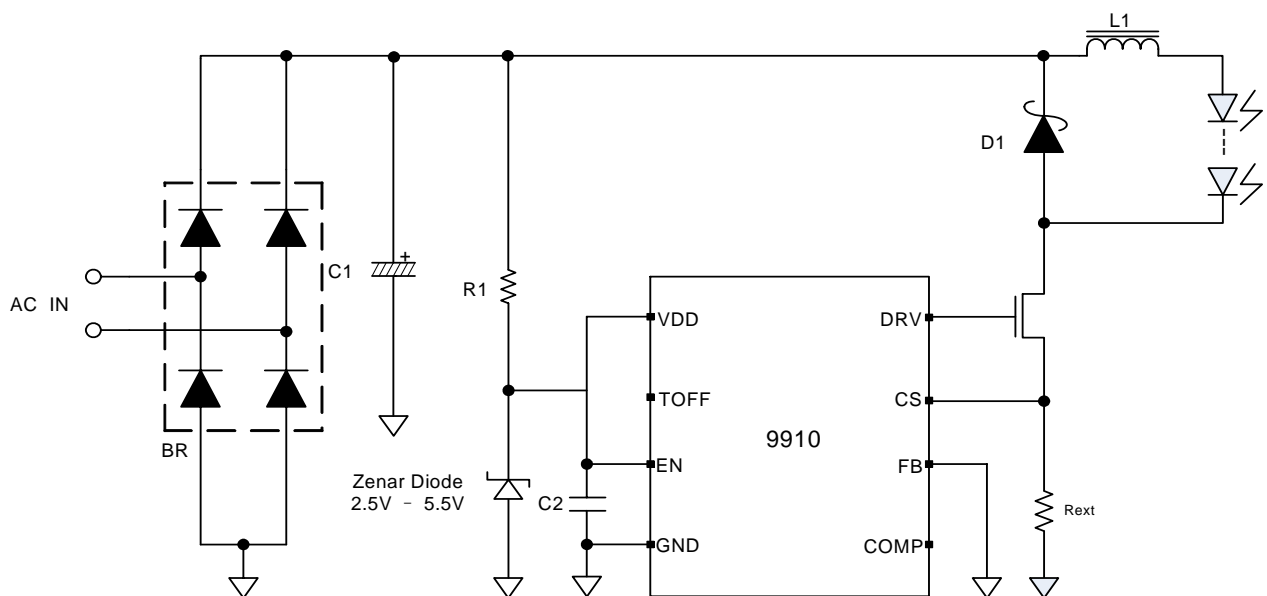 L1
D1
C1
R1
AC IN
VDD
DRV
TOFF
CS
9910
BR
EN
FB
Zenar Diode
2.5V – 5.5V
C2
Rext
GND
COMP
+